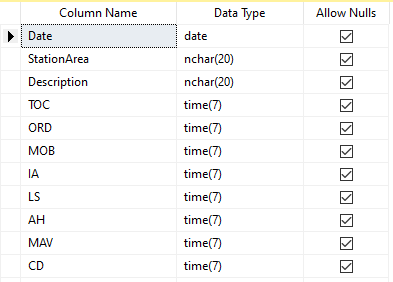 Column Name Data Type Allow Nulls
Date date
StationArea nchar(20)
Description nchar(20)
TOC time(7)
ORD time(7)
MOB time(7)
IA time(7)
LS time(7)
AH time(7)
MAV time(7)
CD time(7)